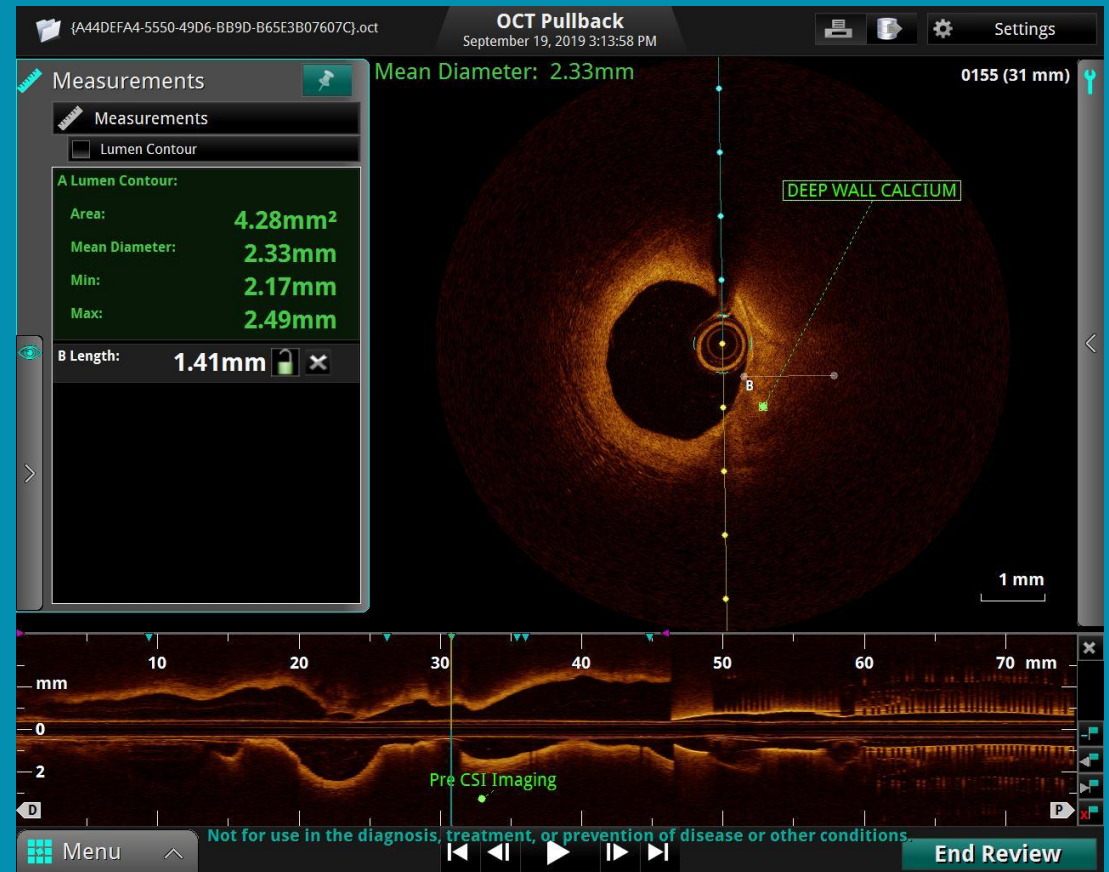 {A44DEFA4-5550-49D6-BB9D-B65E3B07607C}.oct
OCT Pullback
September 19, 2019 3:13:58 PM
Settings
Measurements
Mean Diameter: 2.33mm
0155 (31 mm)
Measurements
Lumen Contour
A Lumen Contour:
Area: 4.28mm²
Mean Diameter: 2.33mm
Min: 2.17mm
Max: 2.49mm
B Length: 1.41mm
DEEP WALL CALCIUM
B
1 mm
10 20 30 40 50 60 70 mm
mm
0
2
Pre CSI Imaging
D
P
Not for use in the diagnosis, treatment, or prevention of disease or other conditions.
Menu
End Review